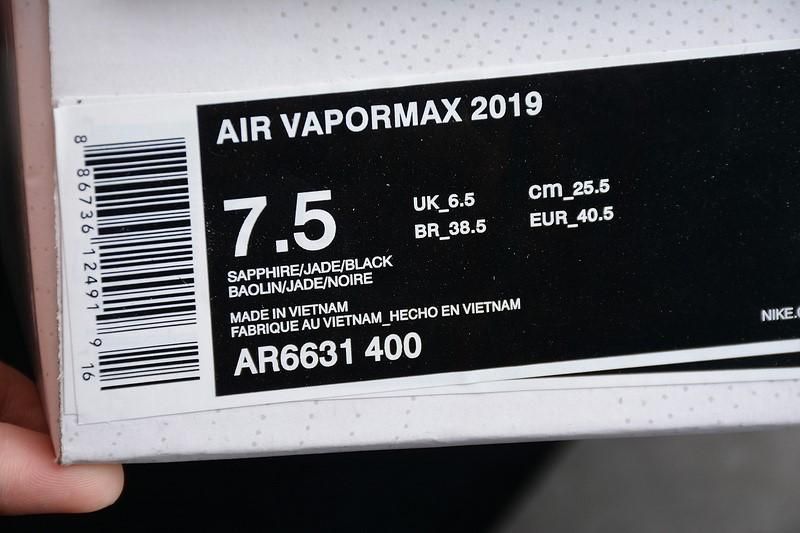 AIR VAPORMAX 2019
7.5
UK_6.5 cm_25.5
BR_38.5 EUR_40.5
SAPPHIRE/JADE/BLACK
BAOLIN/JADE/NOIRE
MADE IN VIETNAM
FABRIQUE AU VIETNAM_HECHO EN VIETNAM
AR6631 400
NIKE.
8 86736 12491 9 16